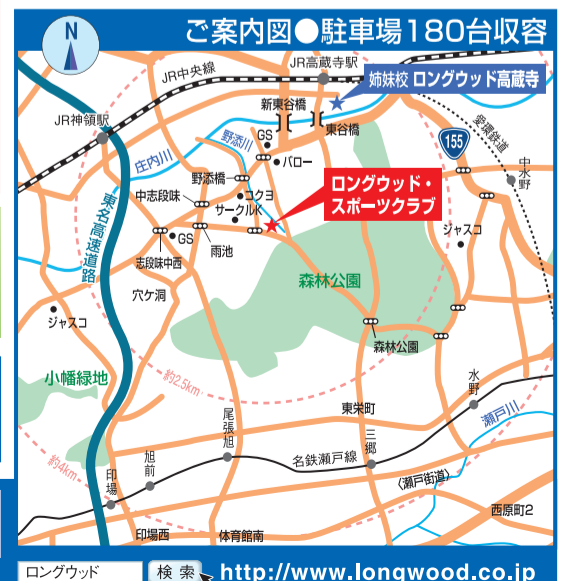 ご案内図●駐車場180台収容
N
JR中央線
JR高蔵寺駅
姉妹校 ロングウッド高蔵寺
JR神領駅
新東谷橋
東谷橋
愛環鉄道
155
中水野
庄内川
野添川
GS
バロー
野添橋
中志段味
コクヨ
サークルK
ロングウッド・
スポーツクラブ
東名高速道路
GS
志段味中西
雨池
ジャスコ
穴ケ洞
森林公園
ジャスコ
森林公園
小幡緑地
約2.5km
水野
東栄町
瀬戸川
尾張旭
三郷
名鉄瀬戸線
旭前
約4km
印場
(瀬戸街道)
西原町2
印場西
体育館南
ロングウッド
検索
http://www.longwood.co.jp